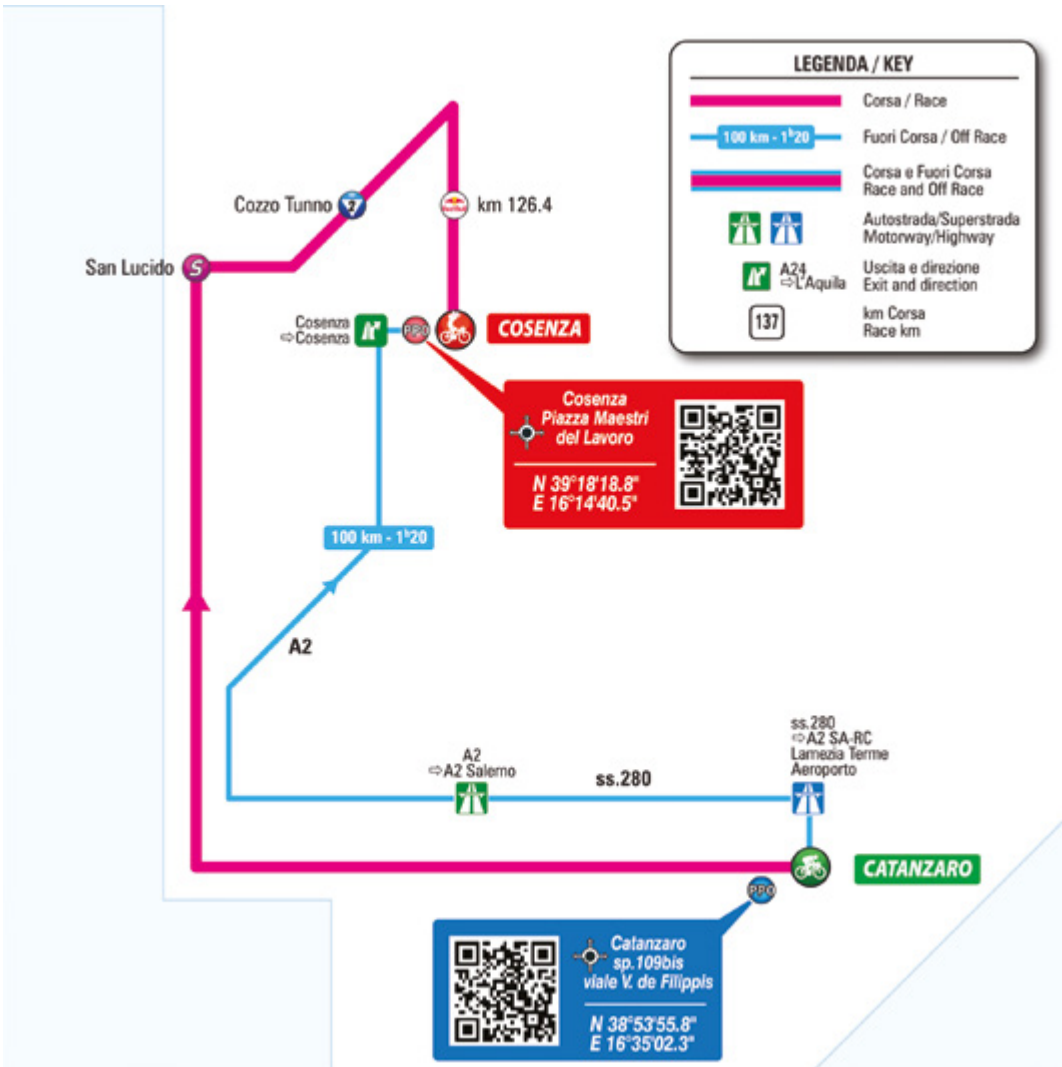 LEGENDA / KEY
Corsa / Race
100 km - 1h20
Fuori Corsa / Off Race
Corsa e Fuori Corsa
Race and Off Race
Autostrada/Superstrada
Motorway/Highway
A24
⇨L'Aquila
Uscita e direzione
Exit and direction
137
km Corsa
Race km
Cozzo Tunno
2
Red Bull
km 126.4
San Lucido
S
Cosenza
⇨Cosenza
PPO
COSENZA
Cosenza
Piazza Maestri
del Lavoro
N 39°18'18.8"
E 16°14'40.5"
100 km - 1h20
A2
A2
⇨A2 Salerno
ss.280
ss.280
⇨A2 SA-RC
Lamezia Terme
Aeroporto
CATANZARO
PPO
Catanzaro
sp.109bis
viale V. de Filippis
N 38°53'55.8"
E 16°35'02.3"